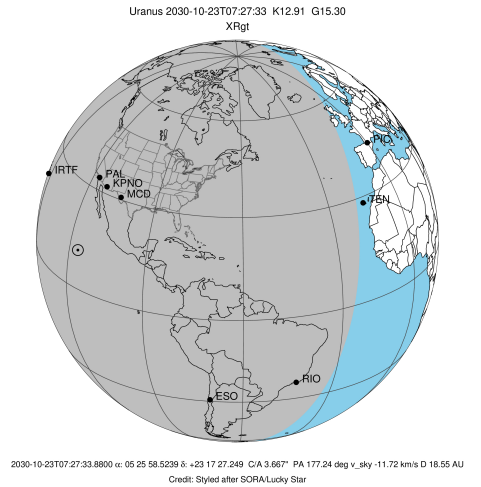 Uranus 2030-10-23T07:27:33 K12.91 G15.30
XRgt
PIC
IRTF
PAL
KPNO
MCD
iTEN
RIO
ESO
2030-10-23T07:27:33.8800 α: 05 25 58.5239 δ: +23 17 27.249 C/A 3.667" PA 177.24 deg v_sky -11.72 km/s D 18.55 AU
Credit: Styled after SORA/Lucky Star